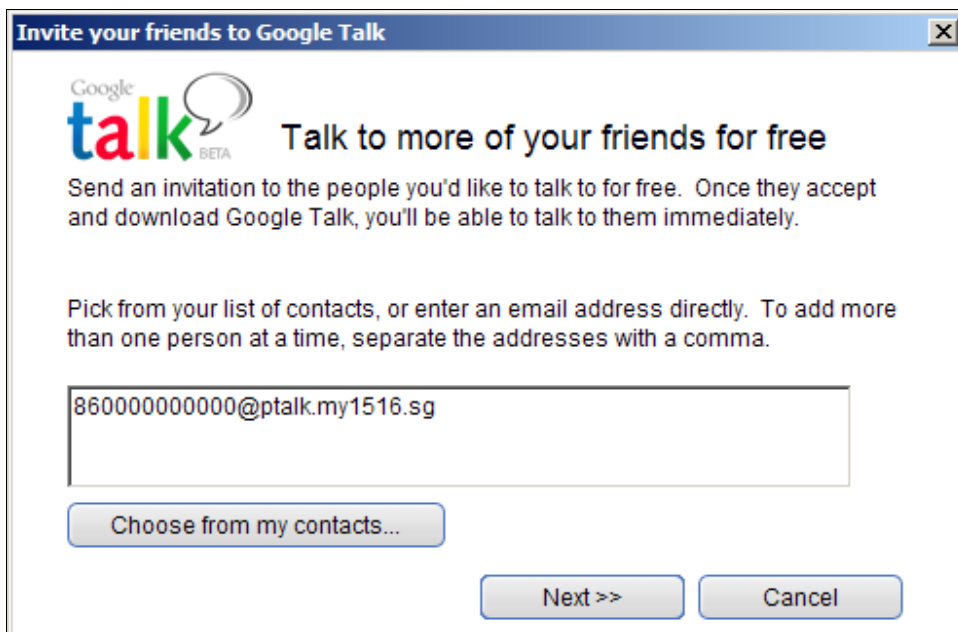 Invite your friends to Google Talk
Google
talk
BETA
Talk to more of your friends for free
Send an invitation to the people you'd like to talk to for free.  Once they accept
and download Google Talk, you'll be able to talk to them immediately.
Pick from your list of contacts, or enter an email address directly.  To add more
than one person at a time, separate the addresses with a comma.
860000000000@ptalk.my1516.sg
Choose from my contacts...
Next >>
Cancel